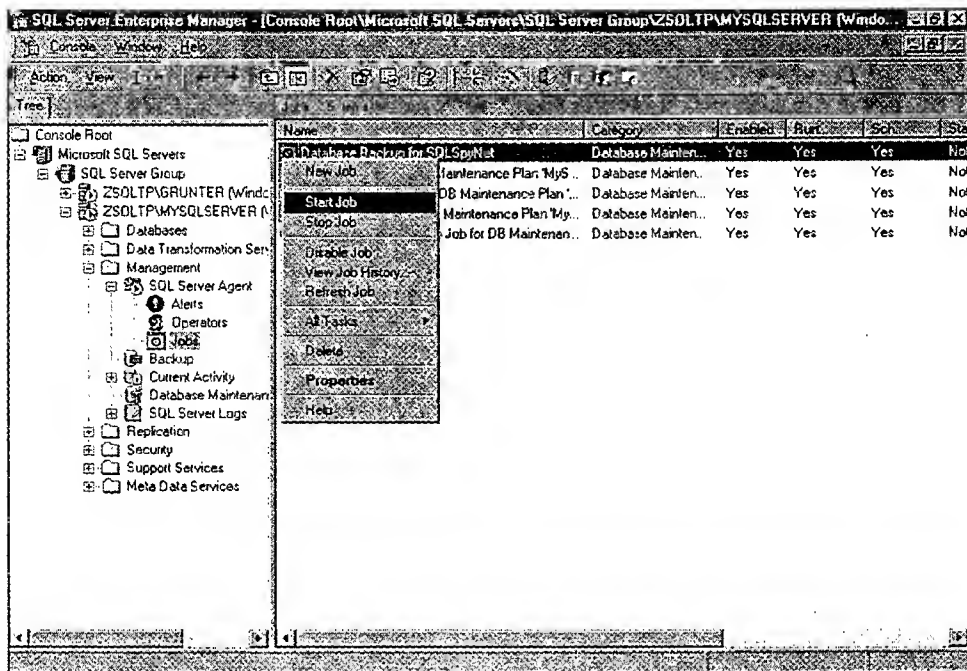 SQL Server Enterprise Manager - [Console Root\Microsoft SQL Servers\SQL Server Group\ZSOLTP\MYSQLSERVER (Windo...
Console Window Help
Action View
Tree
Console Root
Microsoft SQL Servers
SQL Server Group
ZSOLTP\GRUNTER (Windo
ZSOLTP\MYSQLSERVER (
Databases
Data Transformation Ser
Management
SQL Server Agent
Alerts
Operators
Jobs
Backup
Current Activity
Database Maintenan
SQL Server Logs
Replication
Security
Support Services
Meta Data Services
Name Category Enabled Run.. Sch... Sta
Database Backup for SQLSpyNet Database Mainten... Yes Yes Yes Not
Maintenance Plan 'MyS... Database Mainten.. Yes Yes Yes Not
DB Maintenance Plan '... Database Mainten.. Yes Yes Yes Not
Maintenance Plan 'My... Database Mainten.. Yes Yes Yes Not
Job for DB Maintenan... Database Mainten.. Yes Yes Yes Not
New Job
Start Job
Stop Job
Disable Job
View Job History...
Refresh Job
All Tasks
Delete
Properties
Help